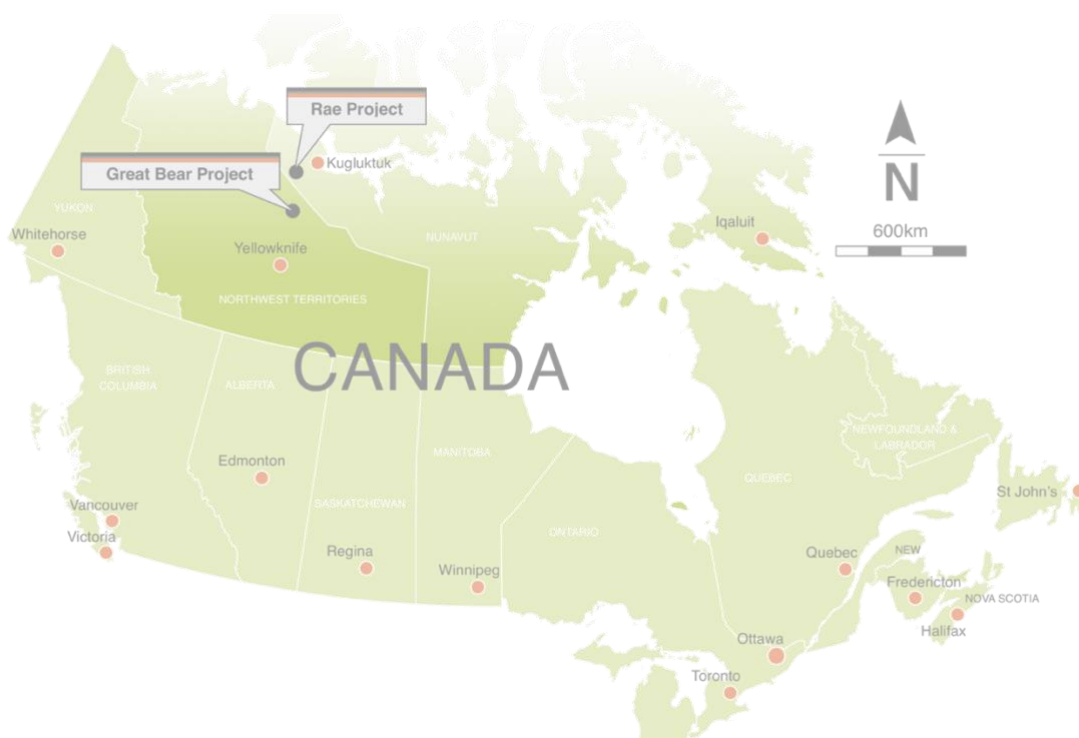 Rae Project
Kugluktuk
Great Bear Project
YUKON
Whitehorse
Yellowknife
NUNAVUT
Iqaluit
N
600km
NORTHWEST TERRITORIES
CANADA
BRITISH
COLUMBIA
ALBERTA
Edmonton
SASKATCHEWAN
MANITOBA
ONTARIO
QUEBEC
NEWFOUNDLAND &
LABRADOR
St John's
Vancouver
Victoria
Regina
Winnipeg
Quebec
NEW
Fredericton
NOVA SCOTIA
Halifax
Ottawa
Toronto